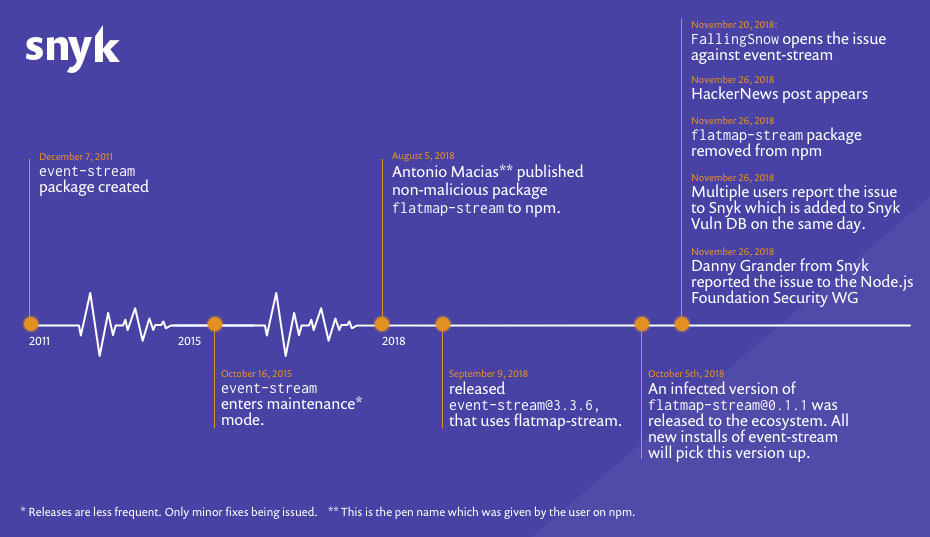 snyk
December 7, 2011
event-stream
package created
August 5, 2018
Antonio Macias** published
non-malicious package
flatmap-stream to npm.
November 20, 2018:
FallingSnow opens the issue
against event-stream
November 26, 2018
HackerNews post appears
November 26, 2018
flatmap-stream package
removed from npm
November 26, 2018
Multiple users report the issue
to Snyk which is added to Snyk
Vuln DB on the same day.
November 26, 2018
Danny Grander from Snyk
reported the issue to the Node.js
Foundation Security WG
2011
2015
2018
October 16, 2015
event-stream
enters maintenance*
mode.
September 9, 2018
released
event-stream@3.3.6,
that uses flatmap-stream.
October 5th, 2018
An infected version of
flatmap-stream@0.1.1 was
released to the ecosystem. All
new installs of event-stream
will pick this version up.
* Releases are less frequent. Only minor fixes being issued. ** This is the pen name which was given by the user on npm.